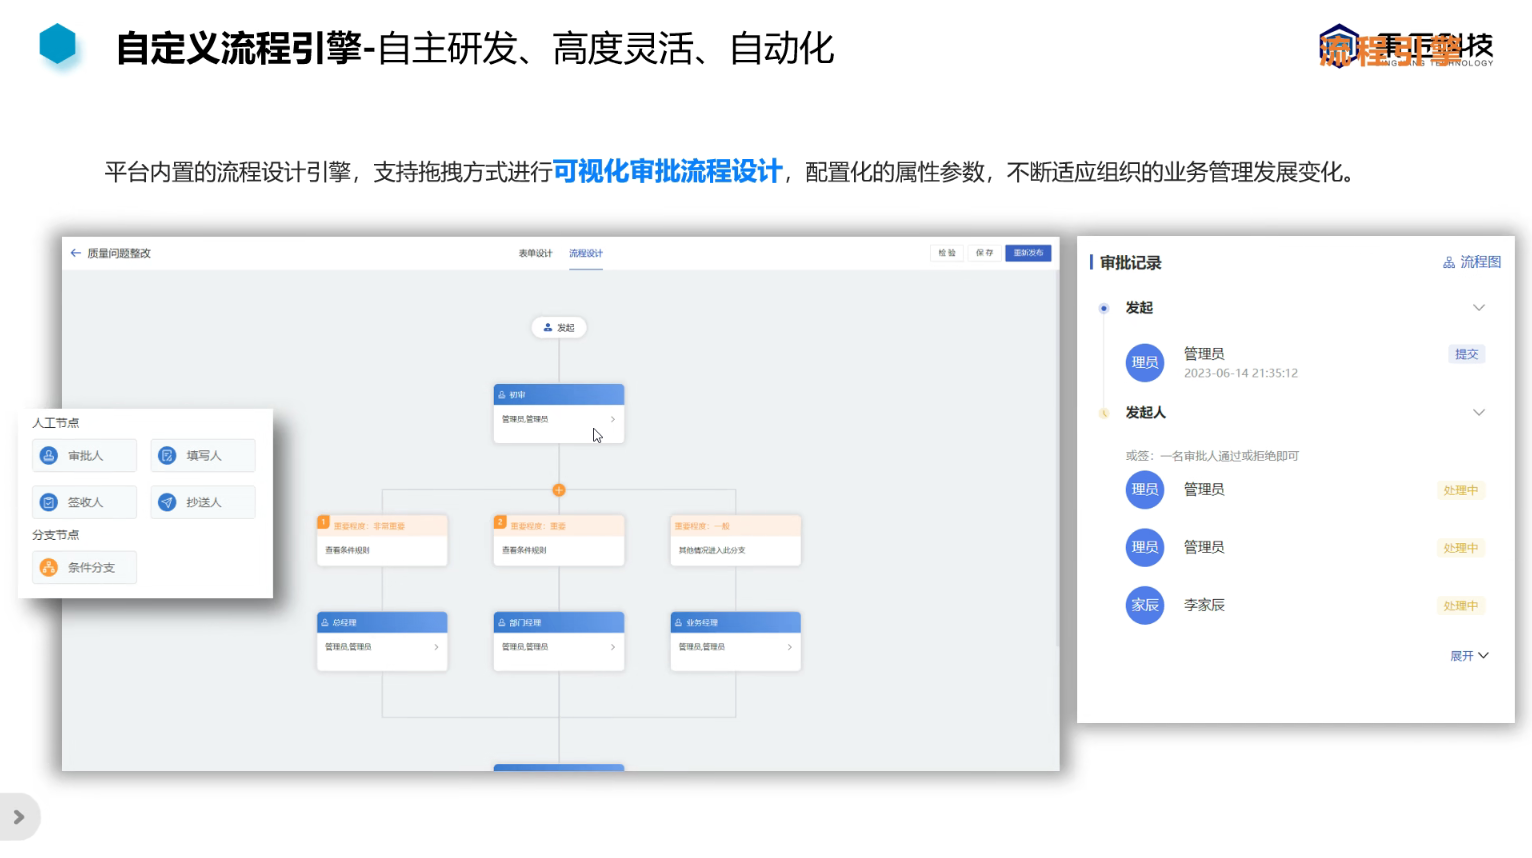 自定义流程引擎-自主研发、高度灵活、自动化
流程引擎
科技
TECHNOLOGY
平台内置的流程设计引擎，支持拖拽方式进行可视化审批流程设计，配置化的属性参数，不断适应组织的业务管理发展变化。
质量问题整改
表单设计
流程设计
检验
保存
重新发布
发起
初审
管理员,管理员
1
重要程度：非常重要
查看条件规则
2
重要程度：重要
查看条件规则
重要程度：一般
其他情况进入此分支
总经理
管理员,管理员
部门经理
管理员,管理员
业务经理
管理员,管理员
人工节点
审批人
填写人
签收人
抄送人
分支节点
条件分支
审批记录
流程图
发起
理员
管理员
提交
2023-06-14 21:35:12
发起人
或签：一名审批人通过或拒绝即可
理员
管理员
处理中
理员
管理员
处理中
家辰
李家辰
处理中
展开